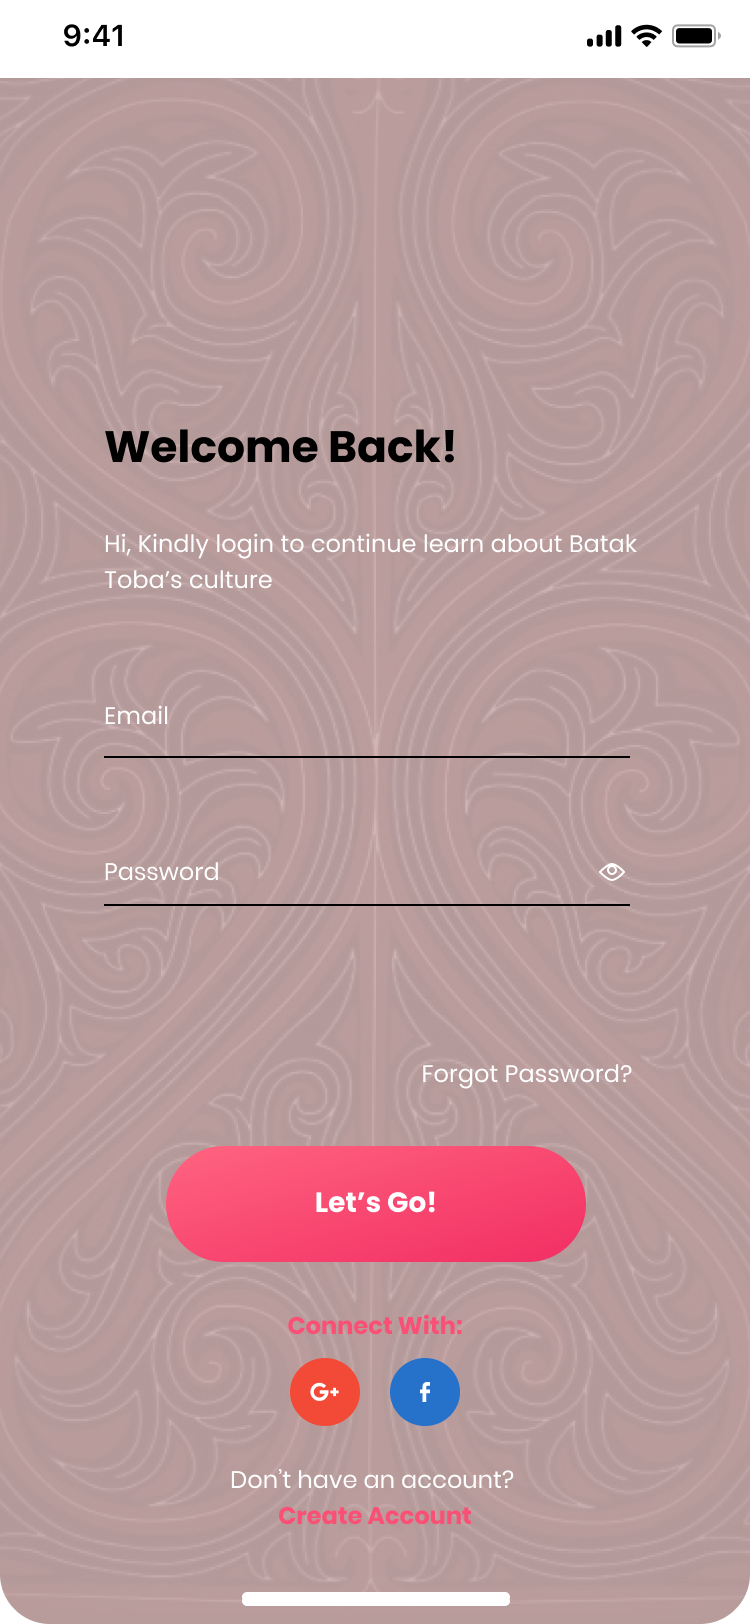 9:41
Welcome Back!
Hi, Kindly login to continue learn about Batak
Toba’s culture
Email
Password
Forgot Password?
Let’s Go!
Connect With:
G+
f
Don’t have an account?
Create Account